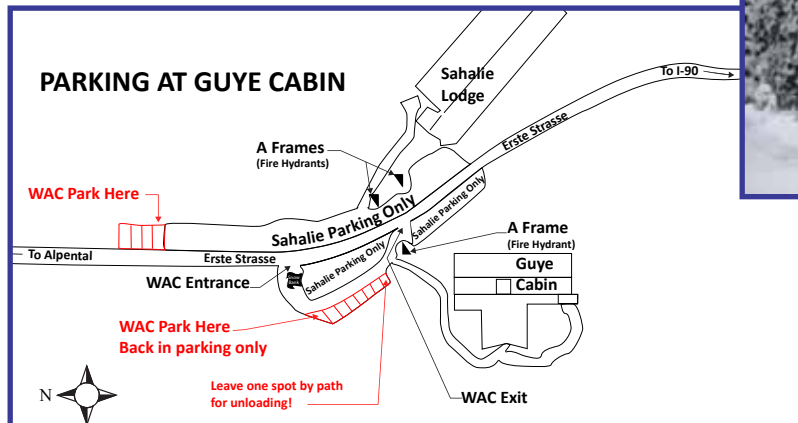 PARKING AT GUYE CABIN
Sahalie
Lodge
To I-90
Erste Strasse
A Frames
(Fire Hydrants)
WAC Park Here
Sahalie Parking Only
Sahalie Parking Only
A Frame
(Fire Hydrant)
To Alpental
Erste Strasse
Guye
Cabin
WAC Entrance
Sahalie Parking Only
WAC Park Here
Back in parking only
Leave one spot by path
for unloading!
WAC Exit
N